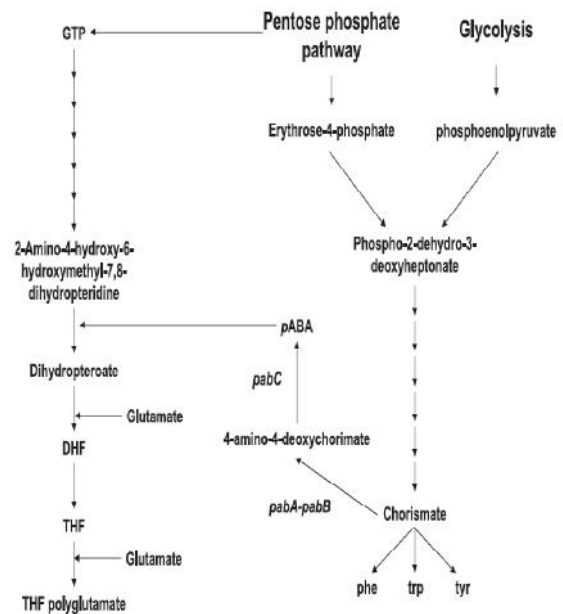 GTP
Pentose phosphate
pathway
Glycolysis
Erythrose-4-phosphate
phosphoenolpyruvate
2-Amino-4-hydroxy-6-
hydroxymethyl-7,8-
dihydropteridine
Phospho-2-dehydro-3-
deoxyheptonate
pABA
Dihydropteroate
pabC
Glutamate
DHF
4-amino-4-deoxychorimate
pabA-pabB
Chorismate
THF
Glutamate
phe
trp
tyr
THF polyglutamate